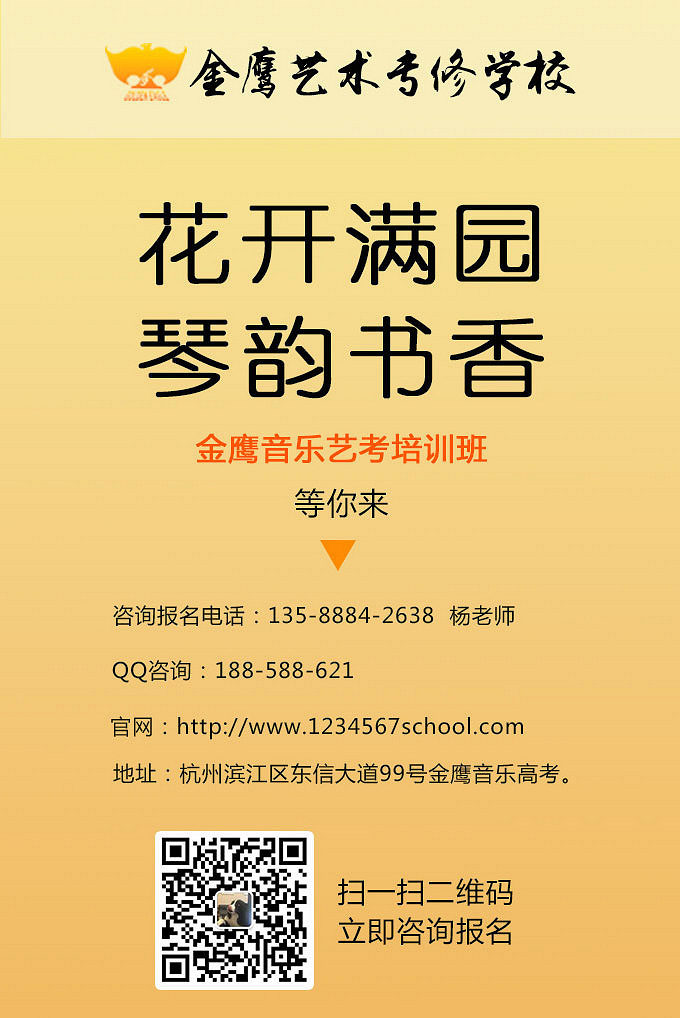 金鹰艺术专修学校
花开满园
琴韵书香
金鹰音乐艺考培训班
等你来
咨询报名电话：135-8884-2638 杨老师
QQ咨询：188-588-621
官网：http://www.1234567school.com
地址：杭州滨江区东信大道99号金鹰音乐高考。
扫一扫二维码
立即咨询报名